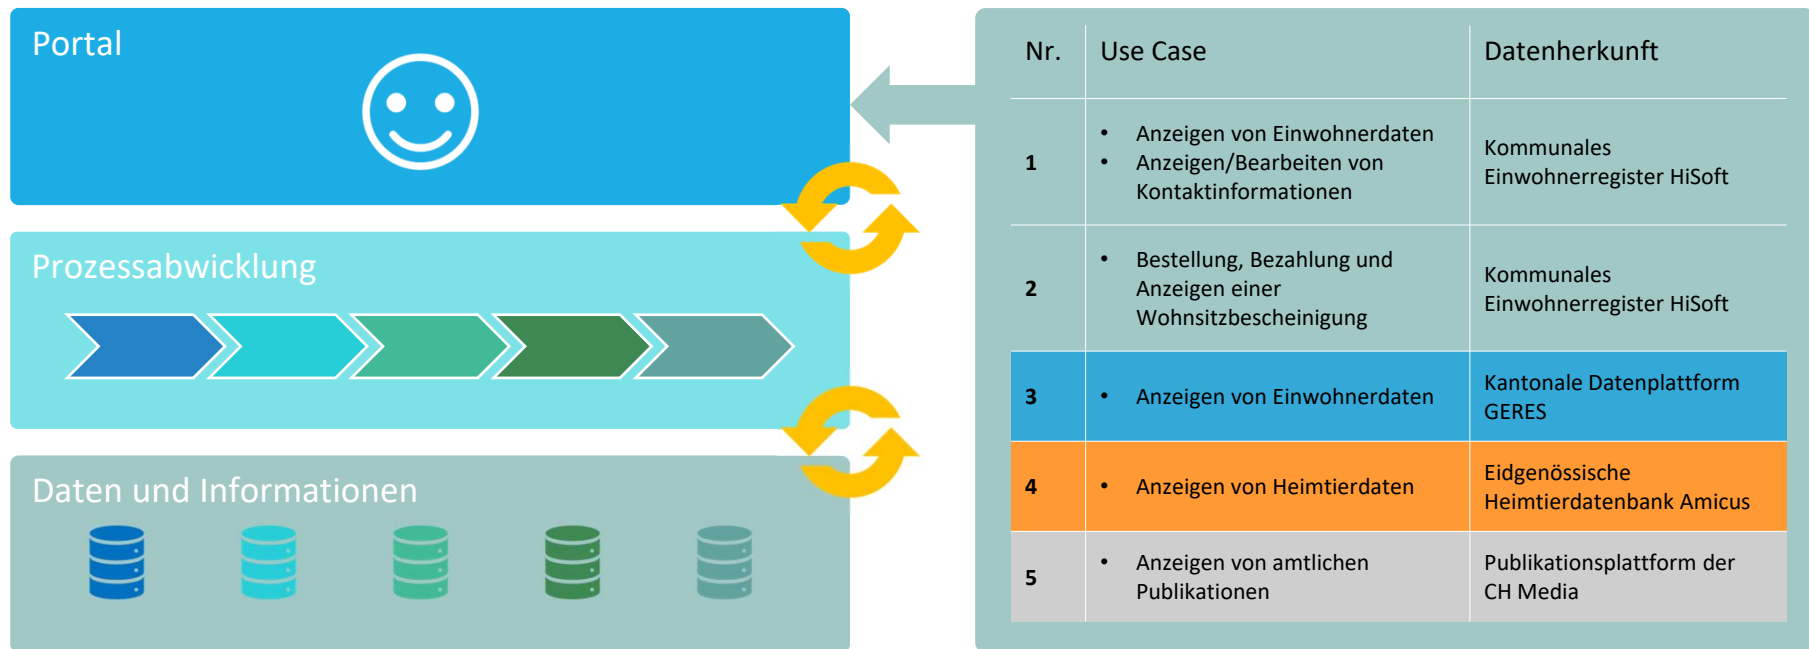 Portal
Prozessabwicklung
Daten und Informationen
Nr. Use Case Datenherkunft
1
• Anzeigen von Einwohnerdaten
• Anzeigen/Bearbeiten von
Kontaktinformationen
Kommunales
Einwohnerregister HiSoft
2
• Bestellung, Bezahlung und
Anzeigen einer
Wohnsitzbescheinigung
Kommunales
Einwohnerregister HiSoft
3
• Anzeigen von Einwohnerdaten
Kantonale Datenplattform
GERES
4
• Anzeigen von Heimtierdaten
Eidgenössische
Heimtierdatenbank Amicus
5
• Anzeigen von amtlichen
Publikationen
Publikationsplattform der
CH Media